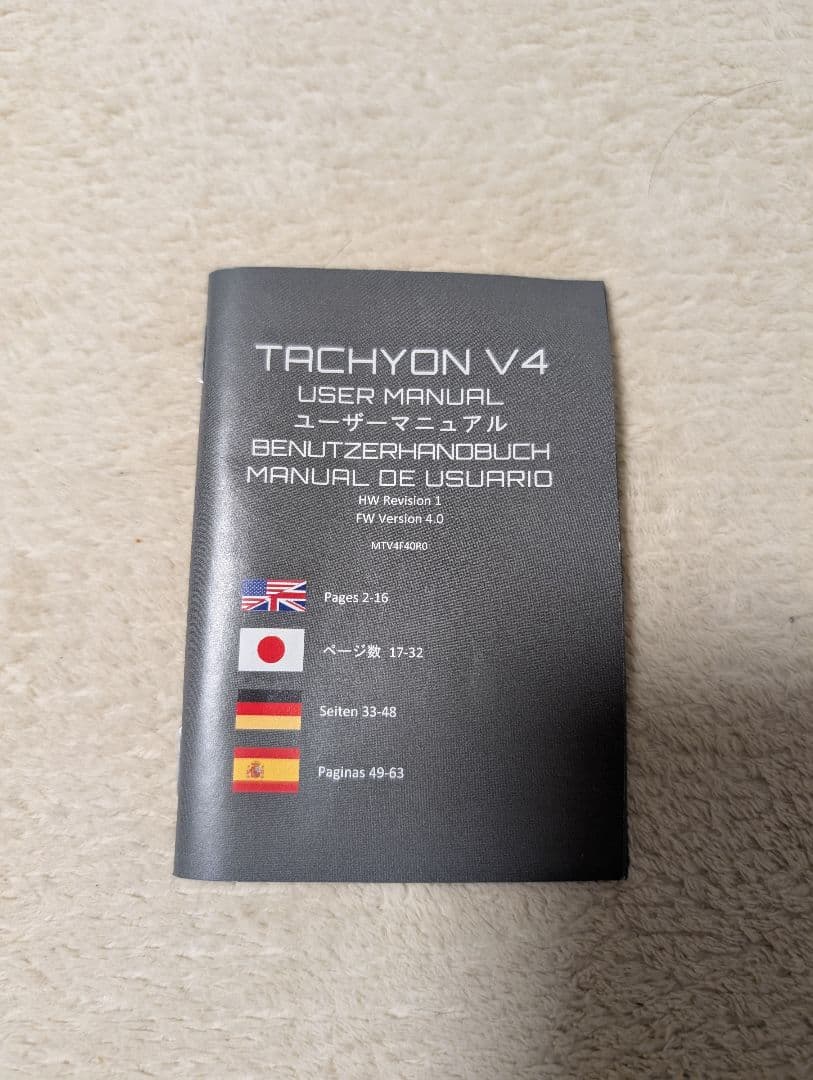 TACHYON V4
USER MANUAL
ユーザーマニュアル
BENUTZERHANDBUCH
MANUAL DE USUARIO
HW Revision 1
FW Version 4.0
MTV4F40R0
Pages 2-16
ページ数 17-32
Seiten 33-48
Paginas 49-63